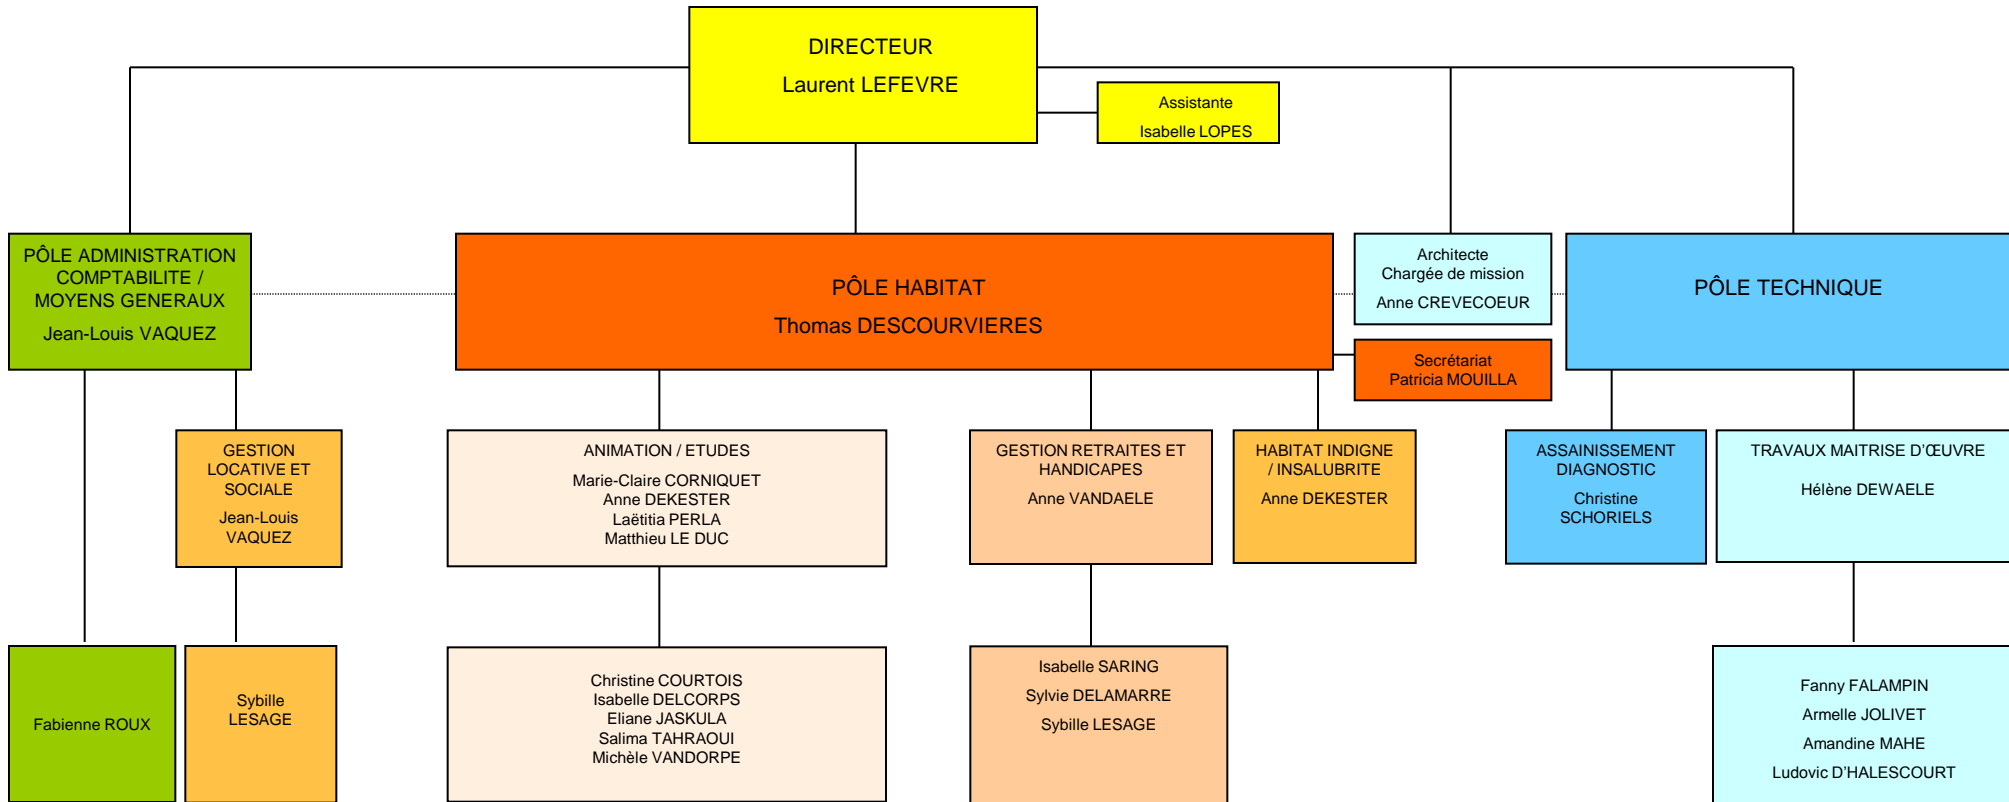 DIRECTEUR
Laurent LEFEVRE
Assistante
Isabelle LOPES
PÔLE ADMINISTRATION
COMPTABILITE /
MOYENS GENERAUX
Jean-Louis VAQUEZ
PÔLE HABITAT
Thomas DESCOURVIERES
Architecte
Chargée de mission
Anne CREVECOEUR
PÔLE TECHNIQUE
Secrétariat
Patricia MOUILLA
GESTION
LOCATIVE ET
SOCIALE
Jean-Louis
VAQUEZ
ANIMATION / ETUDES
Marie-Claire CORNIQUET
Anne DEKESTER
Laëtitia PERLA
Matthieu LE DUC
GESTION RETRAITES ET
HANDICAPES
Anne VANDAELE
HABITAT INDIGNE
/ INSALUBRITE
Anne DEKESTER
ASSAINISSEMENT
DIAGNOSTIC
Christine
SCHORIELS
TRAVAUX MAITRISE D'ŒUVRE
Hélène DEWAELE
Fabienne ROUX
Sybille
LESAGE
Christine COURTOIS
Isabelle DELCORPS
Eliane JASKULA
Salima TAHRAOUI
Michèle VANDORPE
Isabelle SARING
Sylvie DELAMARRE
Sybille LESAGE
Fanny FALAMPIN
Armelle JOLIVET
Amandine MAHE
Ludovic D'HALESCOURT